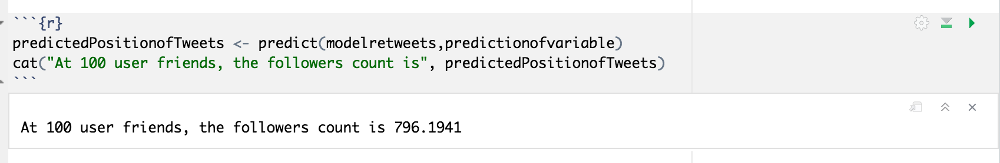 ```{r}
predictedPositionofTweets <- predict(modelretweets,predictionofvariable)
cat("At 100 user friends, the followers count is", predictedPositionofTweets)
```
At 100 user friends, the followers count is 796.1941